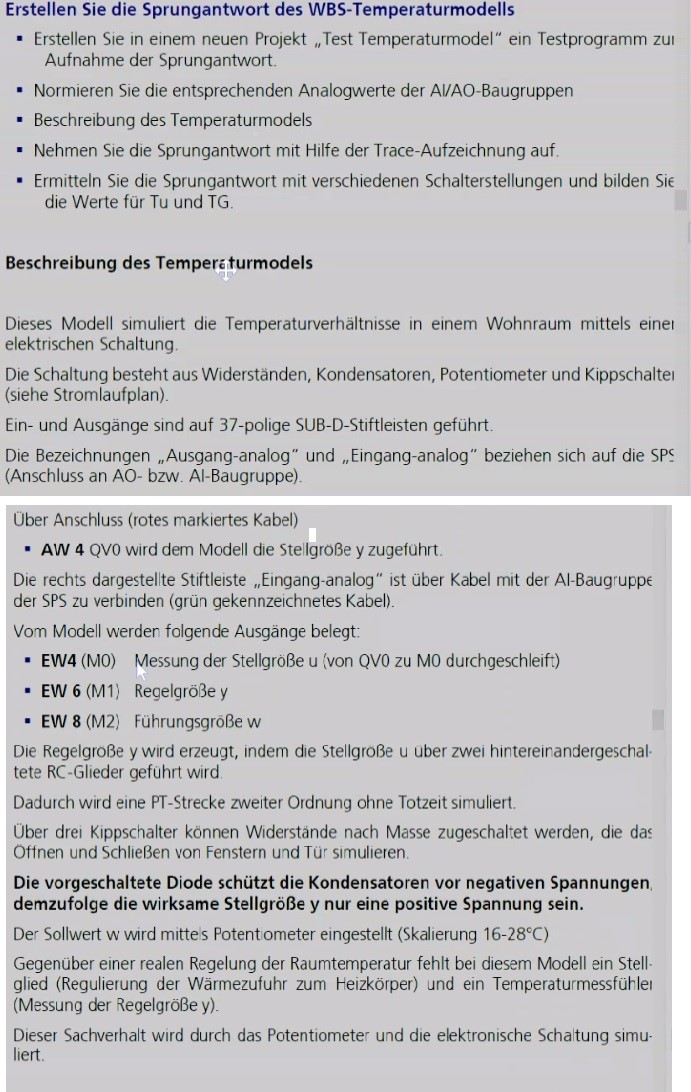 Erstellen Sie die Sprungantwort des WBS-Temperaturmodells
▪ Erstellen Sie in einem neuen Projekt „Test Temperaturmodel“ ein Testprogramm zur
Aufnahme der Sprungantwort.
▪ Normieren Sie die entsprechenden Analogwerte der AI/AO-Baugruppen
▪ Beschreibung des Temperaturmodels
▪ Nehmen Sie die Sprungantwort mit Hilfe der Trace-Aufzeichnung auf.
▪ Ermitteln Sie die Sprungantwort mit verschiedenen Schalterstellungen und bilden Sie
die Werte für Tu und TG.
Beschreibung des Temperaturmodels
Dieses Modell simuliert die Temperaturverhältnisse in einem Wohnraum mittels einer
elektrischen Schaltung.
Die Schaltung besteht aus Widerständen, Kondensatoren, Potentiometer und Kippschalter
(siehe Stromlaufplan).
Ein- und Ausgänge sind auf 37-polige SUB-D-Stiftleisten geführt.
Die Bezeichnungen „Ausgang-analog“ und „Eingang-analog“ beziehen sich auf die SPS
(Anschluss an AO- bzw. AI-Baugruppe).
Über Anschluss (rotes markiertes Kabel)
▪ AW 4 QV0 wird dem Modell die Stellgröße y zugeführt.
Die rechts dargestellte Stiftleiste „Eingang-analog“ ist über Kabel mit der AI-Baugruppe
der SPS zu verbinden (grün gekennzeichnetes Kabel).
Vom Modell werden folgende Ausgänge belegt:
▪ EW4 (M0) Messung der Stellgröße u (von QV0 zu M0 durchgeschleift)
▪ EW 6 (M1) Regelgröße y
▪ EW 8 (M2) Führungsgröße w
Die Regelgröße y wird erzeugt, indem die Stellgröße u über zwei hintereinandergeschal-
tete RC-Glieder geführt wird.
Dadurch wird eine PT-Strecke zweiter Ordnung ohne Totzeit simuliert.
Über drei Kippschalter können Widerstände nach Masse zugeschaltet werden, die das
Öffnen und Schließen von Fenstern und Tür simulieren.
Die vorgeschaltete Diode schützt die Kondensatoren vor negativen Spannungen,
demzufolge die wirksame Stellgröße y nur eine positive Spannung sein.
Der Sollwert w wird mittels Potentiometer eingestellt (Skalierung 16-28°C)
Gegenüber einer realen Regelung der Raumtemperatur fehlt bei diesem Modell ein Stell-
glied (Regulierung der Wärmezufuhr zum Heizkörper) und ein Temperaturmessfühler
(Messung der Regelgröße y).
Dieser Sachverhalt wird durch das Potentiometer und die elektronische Schaltung simu-
liert.